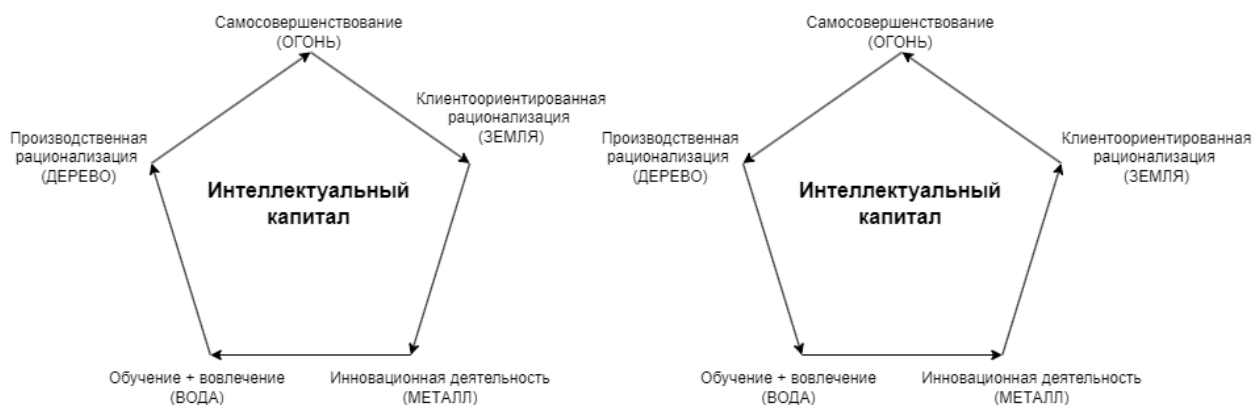 Самосовершенствование
(ОГОНЬ)
Клиентоориентированная
рационализация
(ЗЕМЛЯ)
Производственная
рационализация
(ДЕРЕВО)
Интеллектуальный
капитал
Обучение + вовлечение
(ВОДА)
Инновационная деятельность
(МЕТАЛЛ)
Самосовершенствование
(ОГОНЬ)
Производственная
рационализация
(ДЕРЕВО)
Клиентоориентированная
рационализация
(ЗЕМЛЯ)
Интеллектуальный
капитал
Обучение + вовлечение
(ВОДА)
Инновационная деятельность
(МЕТАЛЛ)